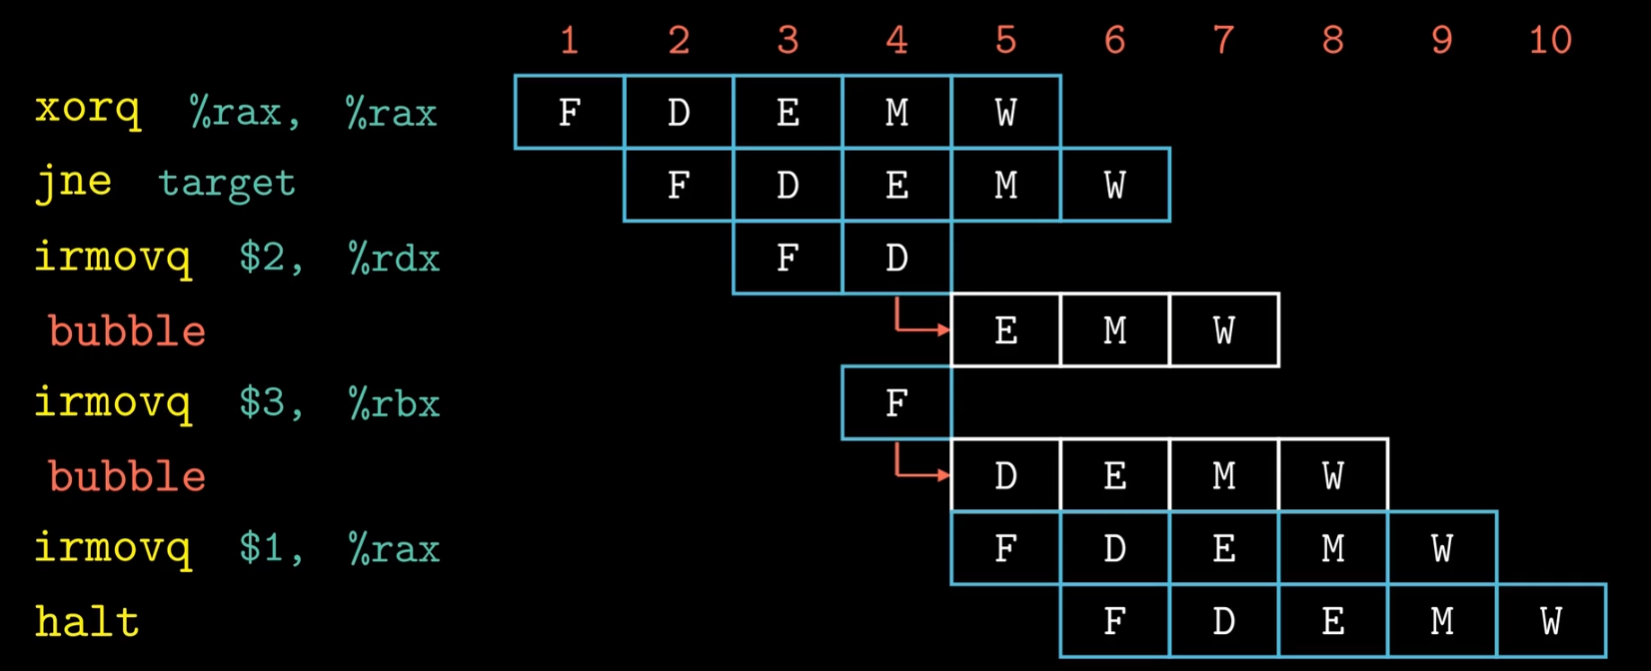 1 2 3 4 5 6 7 8 9 10
xorq %rax, %rax F D E M W
jne target F D E M W
irmovq $2, %rdx F D
bubble E M W
irmovq $3, %rbx F
bubble D E M W
irmovq $1, %rax F D E M W
halt F D E M W